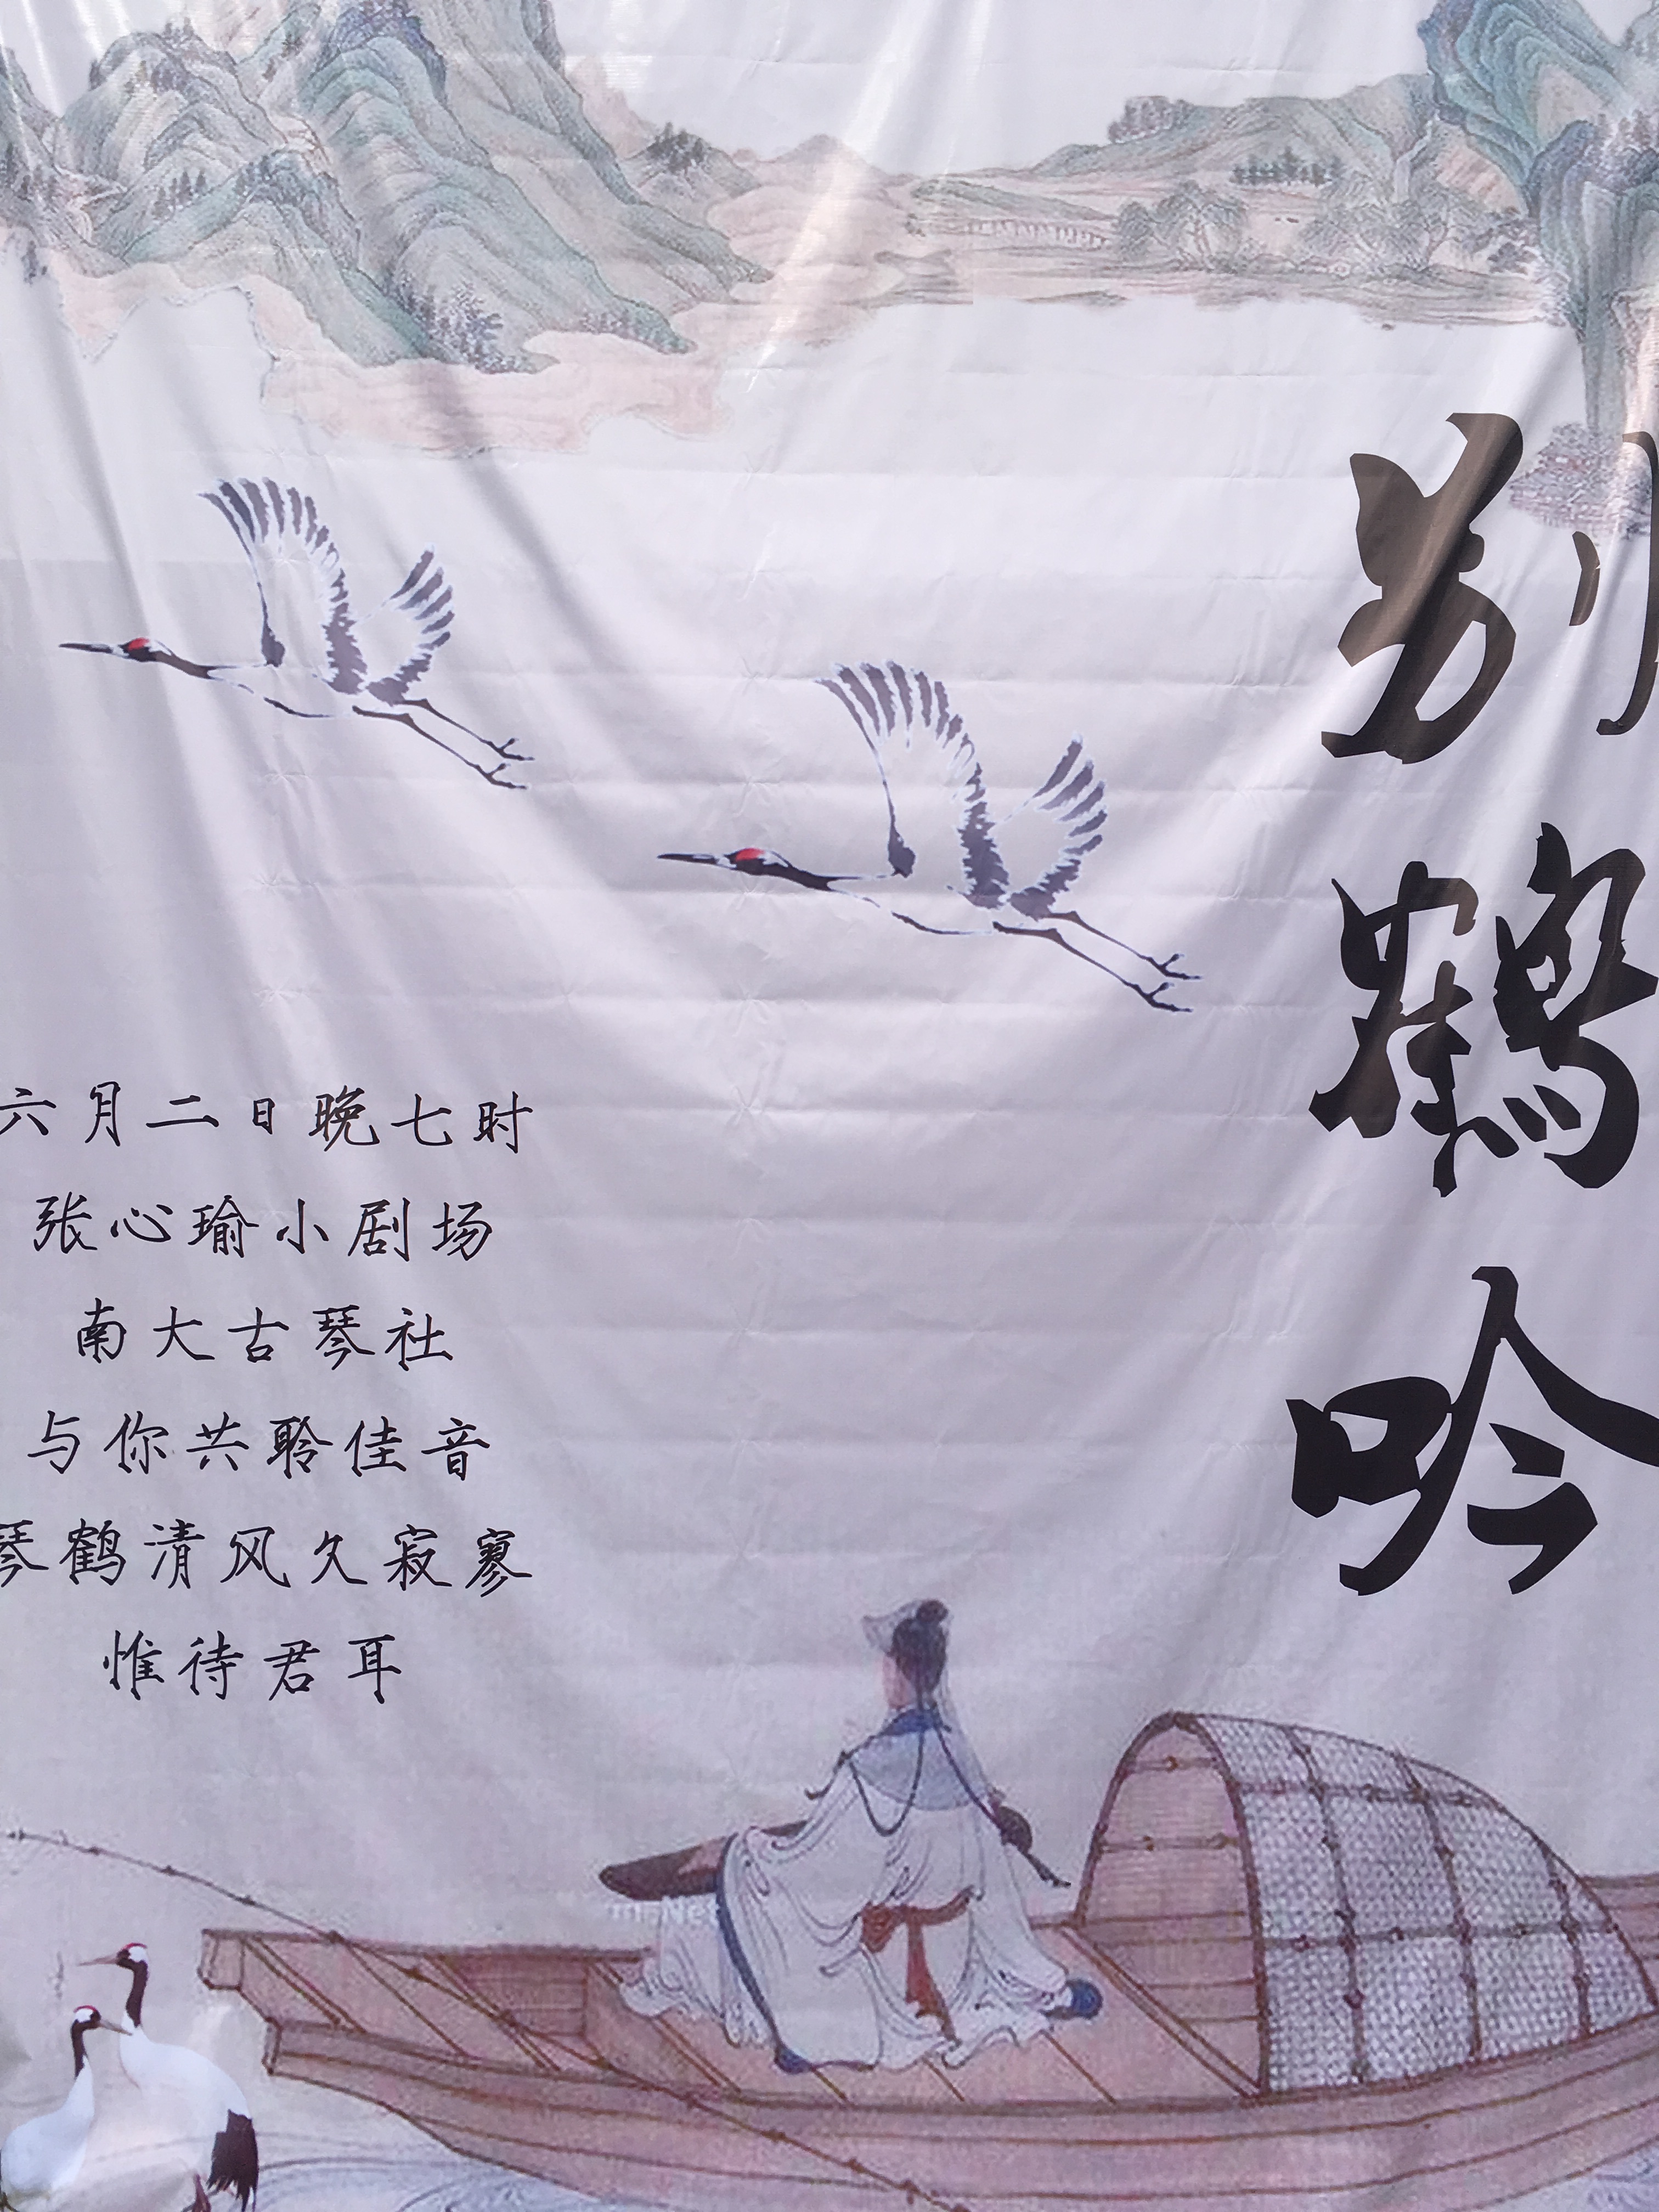 别鹤吟
六月二日晚七时
张心瑜小剧场
南大古琴社
与你共聆佳音
琴鹤清风久寂寥
惟待君耳